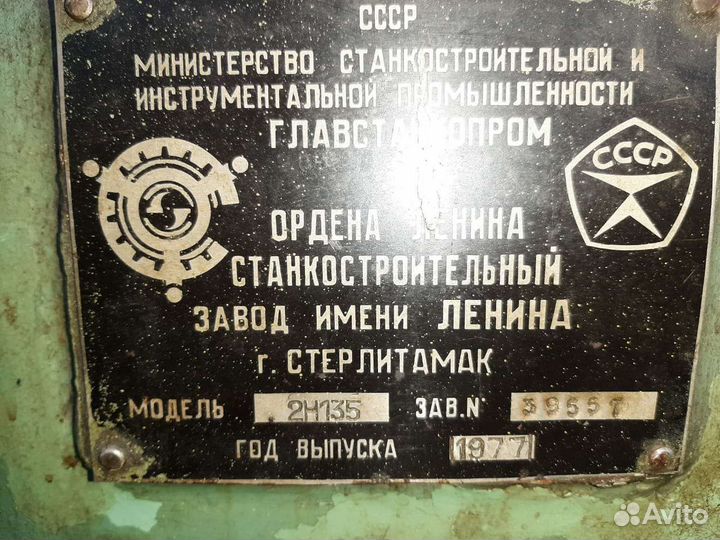 СССР
МИНИСТЕРСТВО СТАНКОСТРОИТЕЛЬНОЙ И
ИНСТРУМЕНТАЛЬНОЙ ПРОМЫШЛЕННОСТИ
ГЛАВСТАНКОПРОМ
СССР
ОРДЕНА ЛЕНИНА
СТАНКОСТРОИТЕЛЬНЫЙ
ЗАВОД ИМЕНИ ЛЕНИНА
г. СТЕРЛИТАМАК
МОДЕЛЬ 2Н135 ЗАВ.N° 39557
ГОД ВЫПУСКА 1977
Avito